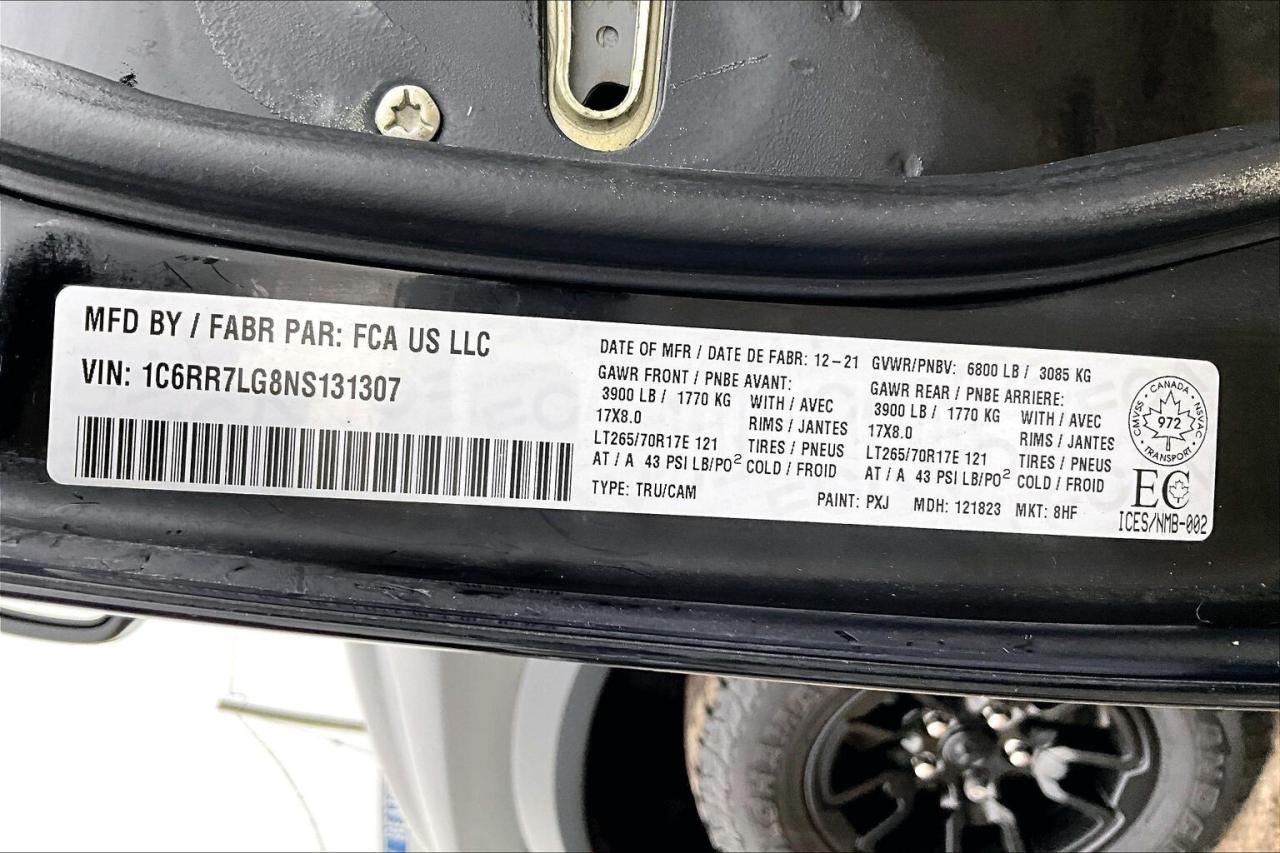 MFD BY / FABR PAR: FCA US LLC
VIN: 1C6RR7LG8NS131307
DATE OF MFR / DATE DE FABR: 12-21 GVWR/PNBV: 6800 LB / 3085 KG
GAWR FRONT / PNBE AVANT:
3900 LB / 1770 KG WITH / AVEC
17X8.0 RIMS / JANTES
LT265/70R17E 121 TIRES / PNEUS
AT / A 43 PSI LB/PO² COLD / FROID
GAWR REAR / PNBE ARRIERE:
3900 LB / 1770 KG WITH / AVEC
17X8.0 RIMS / JANTES
LT265/70R17E 121 TIRES / PNEUS
AT / A 43 PSI LB/PO² COLD / FROID
TYPE: TRU/CAM PAINT: PXJ MDH: 121823 MKT: 8HF
CMVSS · CANADA · NSVAC · TRANSPORT ·
972
EC
ICES/NMB-002